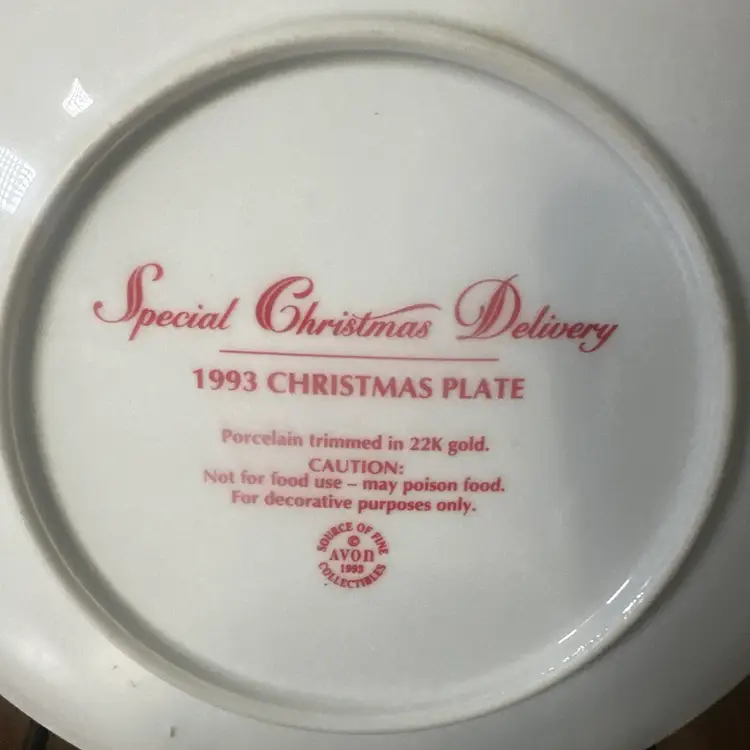 Special Christmas Delivery
1993 CHRISTMAS PLATE
Porcelain trimmed in 22K gold.
CAUTION:
Not for food use – may poison food.
For decorative purposes only.
SOURCE OF FINE
©
AVON
1993
COLLECTIBLES